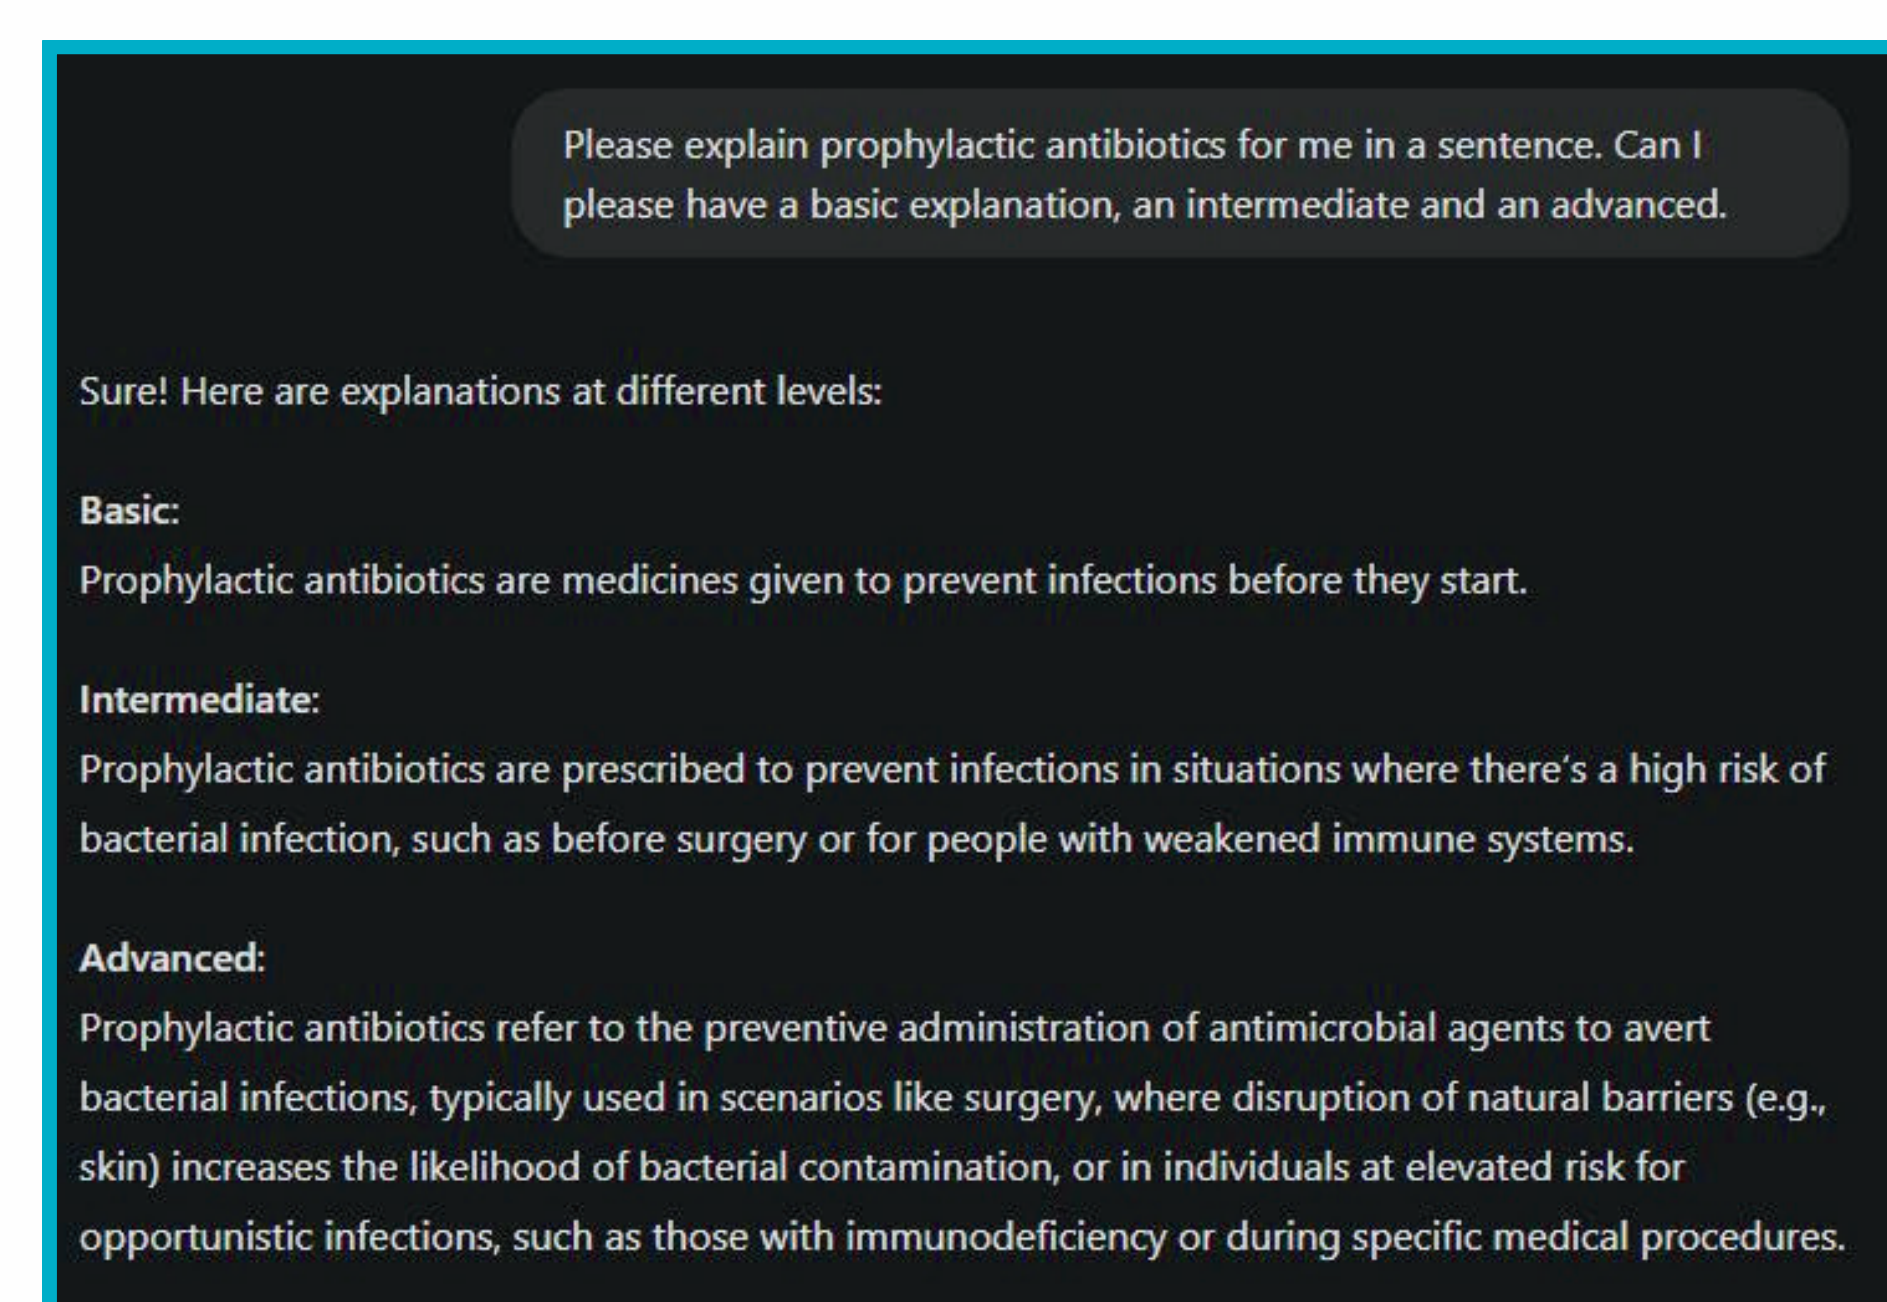 Please explain prophylactic antibiotics for me in a sentence. Can I
please have a basic explanation, an intermediate and an advanced.
Sure! Here are explanations at different levels:
Basic:
Prophylactic antibiotics are medicines given to prevent infections before they start.
Intermediate:
Prophylactic antibiotics are prescribed to prevent infections in situations where there's a high risk of
bacterial infection, such as before surgery or for people with weakened immune systems.
Advanced:
Prophylactic antibiotics refer to the preventive administration of antimicrobial agents to avert
bacterial infections, typically used in scenarios like surgery, where disruption of natural barriers (e.g.,
skin) increases the likelihood of bacterial contamination, or in individuals at elevated risk for
opportunistic infections, such as those with immunodeficiency or during specific medical procedures.